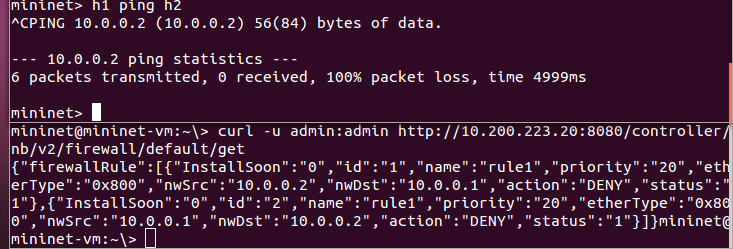 mininet> h1 ping h2
^CPING 10.0.0.2 (10.0.0.2) 56(84) bytes of data.
--- 10.0.0.2 ping statistics ---
6 packets transmitted, 0 received, 100% packet loss, time 4999ms
mininet>
mininet@mininet-vm:~\> curl -u admin:admin http://10.200.223.20:8080/controller/
nb/v2/firewall/default/get
{"firewallRule":[{"InstallSoon":"0","id":"1","name":"rule1","priority":"20","eth
erType":"0x800","nwSrc":"10.0.0.2","nwDst":"10.0.0.1","action":"DENY","status":"
1"},{"InstallSoon":"0","id":"2","name":"rule1","priority":"20","etherType":"0x80
0","nwSrc":"10.0.0.1","nwDst":"10.0.0.2","action":"DENY","status":"1"}]}mininet@
mininet-vm:~\>